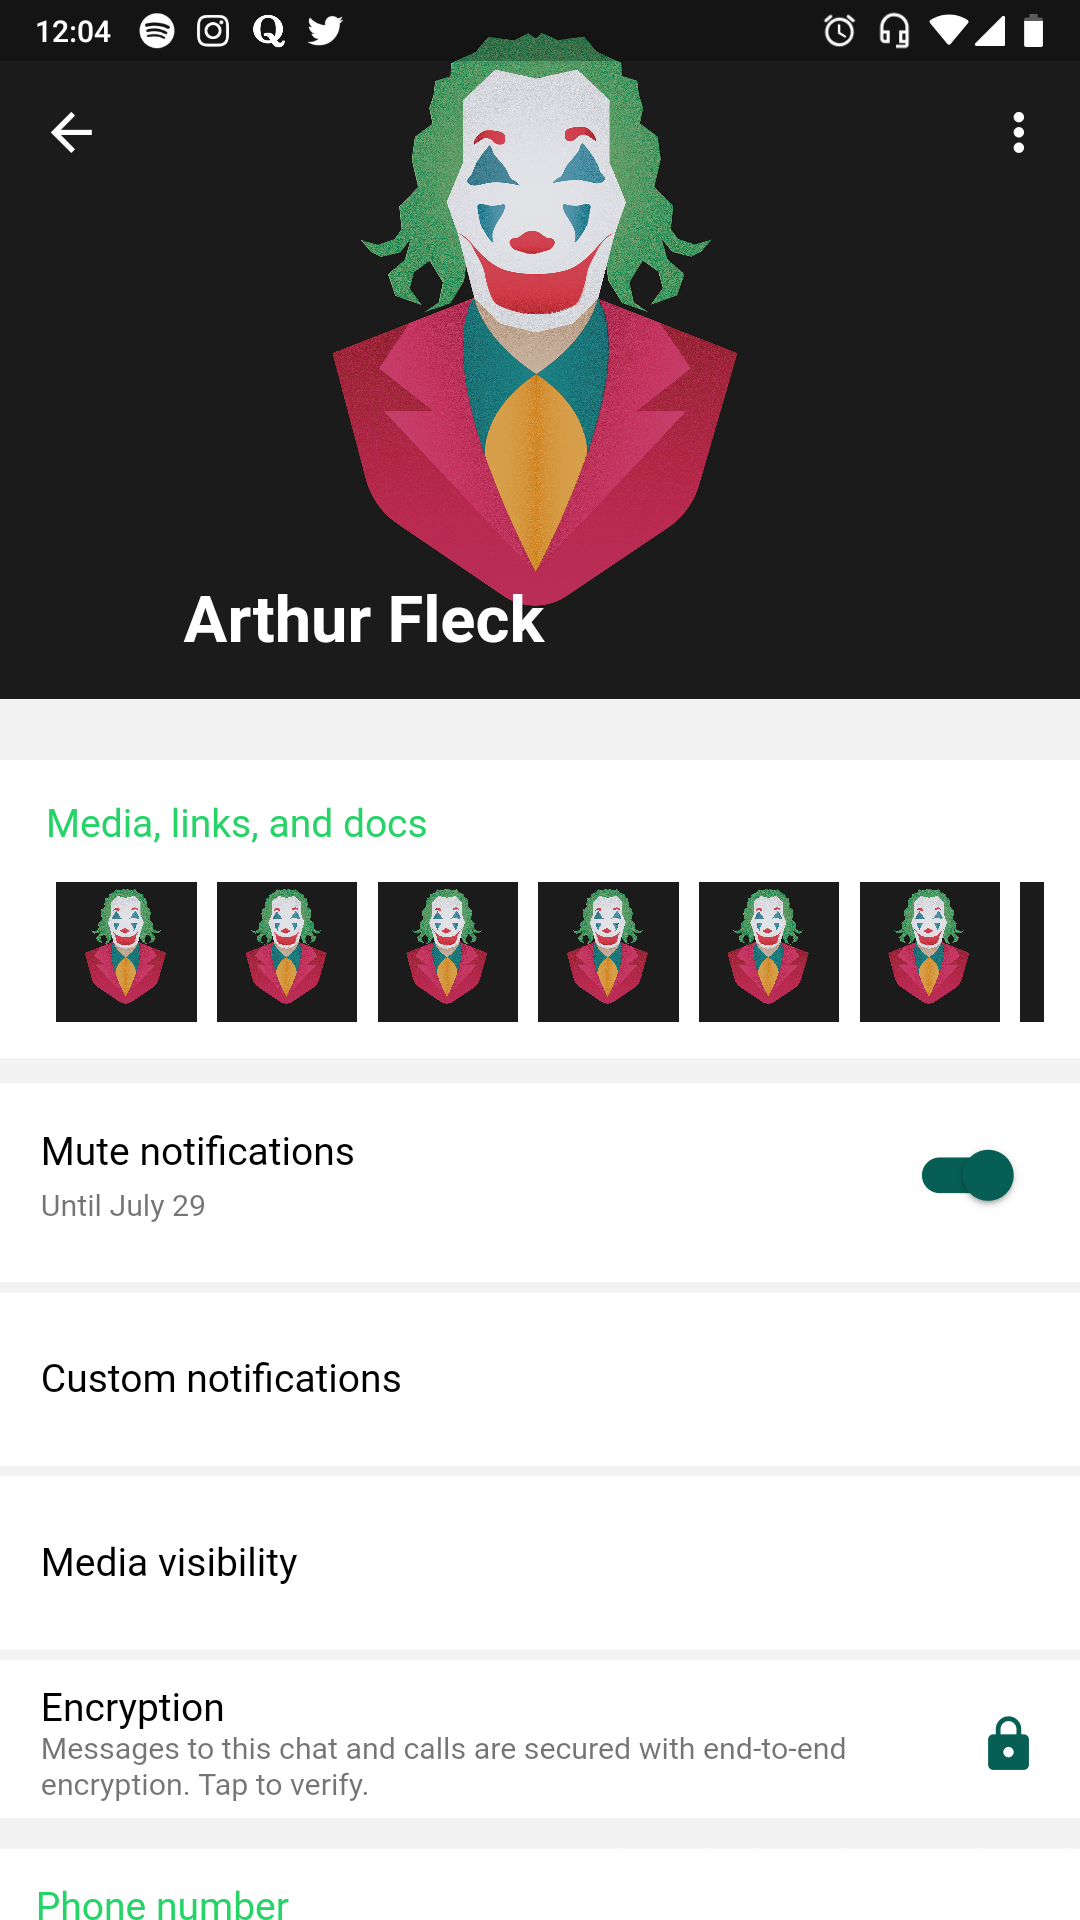 12:04
Arthur Fleck
Media, links, and docs
Mute notifications
Until July 29
Custom notifications
Media visibility
Encryption
Messages to this chat and calls are secured with end-to-end
encryption. Tap to verify.
Phone number